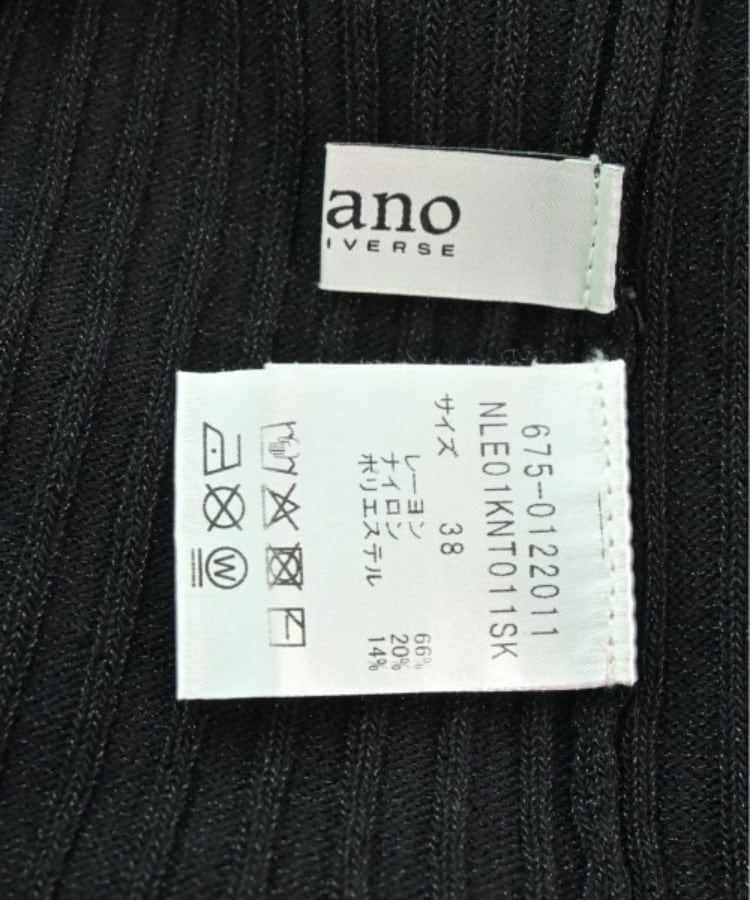 ano
IVERSE
675-0122011
NLE01KNT011SK
サイズ 38
レーヨン 66%
ナイロン 20%
ポリエステル 14%
W